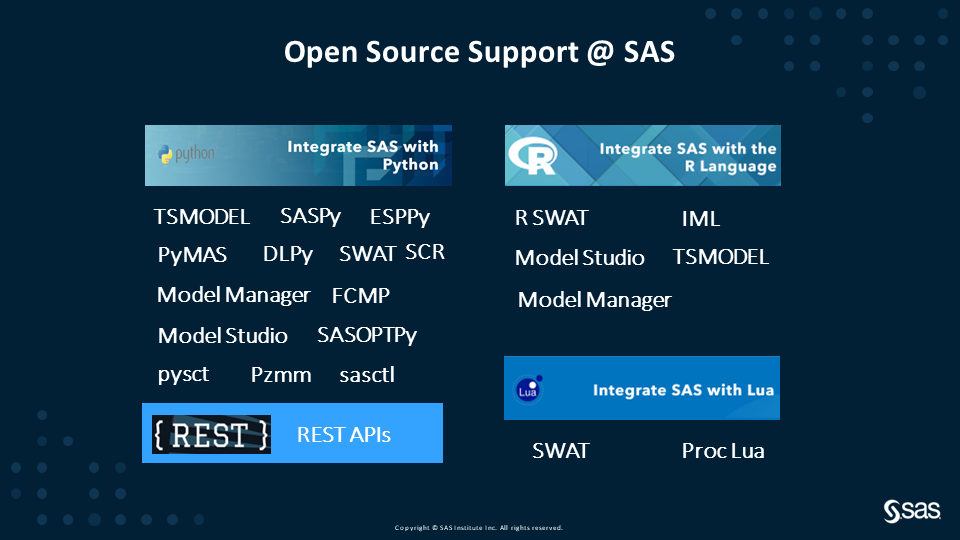 Open Source Support @ SAS
python
Integrate SAS with
Python
TSMODEL SASPy ESPPy
PyMAS DLPy SWAT SCR
Model Manager FCMP
Model Studio SASOPTPy
pysct Pzmm sasctl
{ REST } REST APIs
R
Integrate SAS with the
R Language
R SWAT IML
Model Studio TSMODEL
Model Manager
Lua
Integrate SAS with Lua
SWAT Proc Lua
Copyright © SAS Institute Inc. All rights reserved.
sas